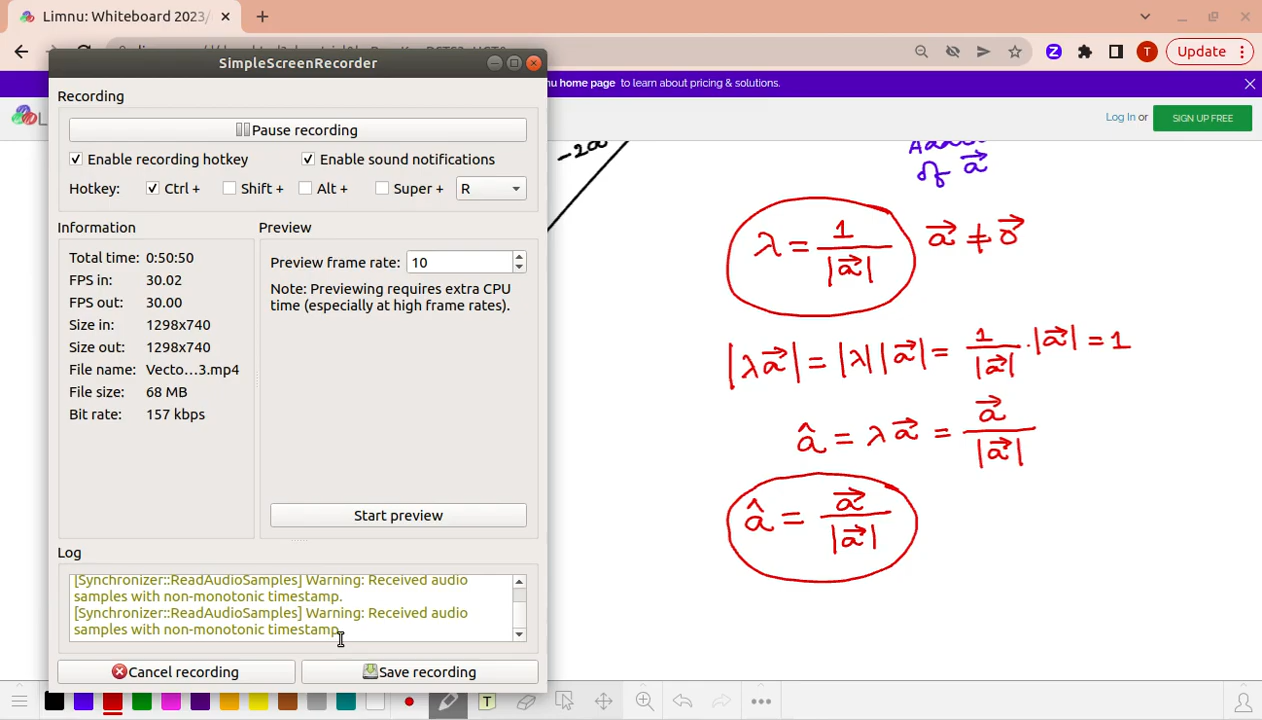 Limnu: Whiteboard 2023/
Update
T
SimpleScreenRecorder
nu home page to learn about pricing & solutions.
Log In or
SIGN UP FREE
Recording
Pause recording
Enable recording hotkey
Enable sound notifications
Hotkey:
Ctrl +
Shift +
Alt +
Super +
R
Information
Total time: 0:50:50
FPS in: 30.02
FPS out: 30.00
Size in: 1298x740
Size out: 1298x740
File name: Vecto...3.mp4
File size: 68 MB
Bit rate: 157 kbps
Preview
Preview frame rate: 10
Note: Previewing requires extra CPU
time (especially at high frame rates).
Start preview
Log
[Synchronizer::ReadAudioSamples] Warning: Received audio
samples with non-monotonic timestamp.
[Synchronizer::ReadAudioSamples] Warning: Received audio
samples with non-monotonic timestamp.
Cancel recording
Save recording
T
of a⃗
λ = 1/|a⃗| a⃗ ≠ 0⃗
|λa⃗| = |λ||a⃗| = 1/|a⃗| · |a⃗| = 1
â = λa⃗ = a⃗/|a⃗|
â = a⃗/|a⃗|